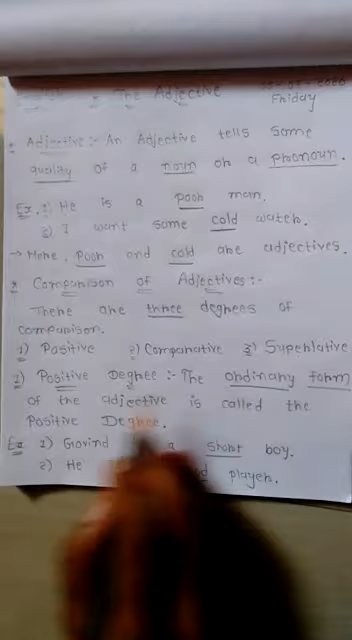 The Adjective
Friday
* Adjective :- An Adjective tells some
quality of a noun or a pronoun.
Ex. 1) He is a poor man.
2) I want some cold water.
→ Here, poor and cold are adjectives.
* Comparison of Adjectives :-
There are three degrees of
comparison.
1) Positive 2) Comparative 3) Superlative
1) Positive Degree :- The ordinary form
of the adjective is called the
Positive Degree.
Ex 1) Govind a short boy.
2) He player.